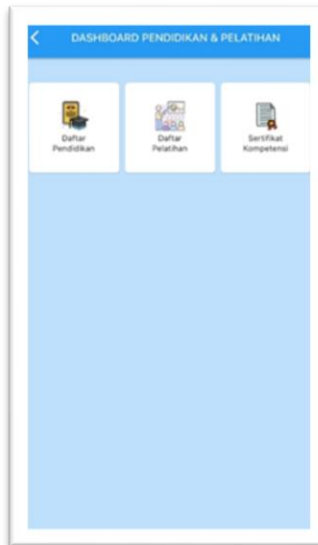 DASHBOARD PENDIDIKAN & PELATIHAN
Daftar
Pendidikan
Daftar
Pelatihan
Sertifikat
Kompetensi